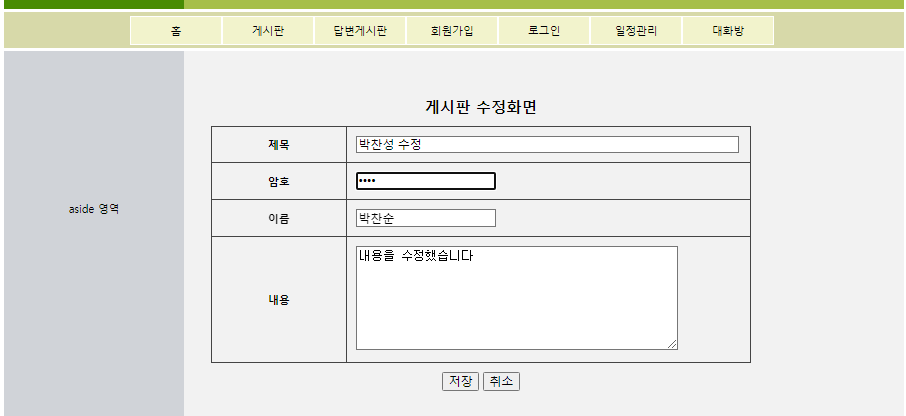 홈 게시판 답변게시판 회원가입 로그인 일정관리 대화방
게시판 수정화면
제목 박찬성 수정
암호 ••••
aside 영역
이름 박찬순
내용을 수정했습니다
내용
저장 취소